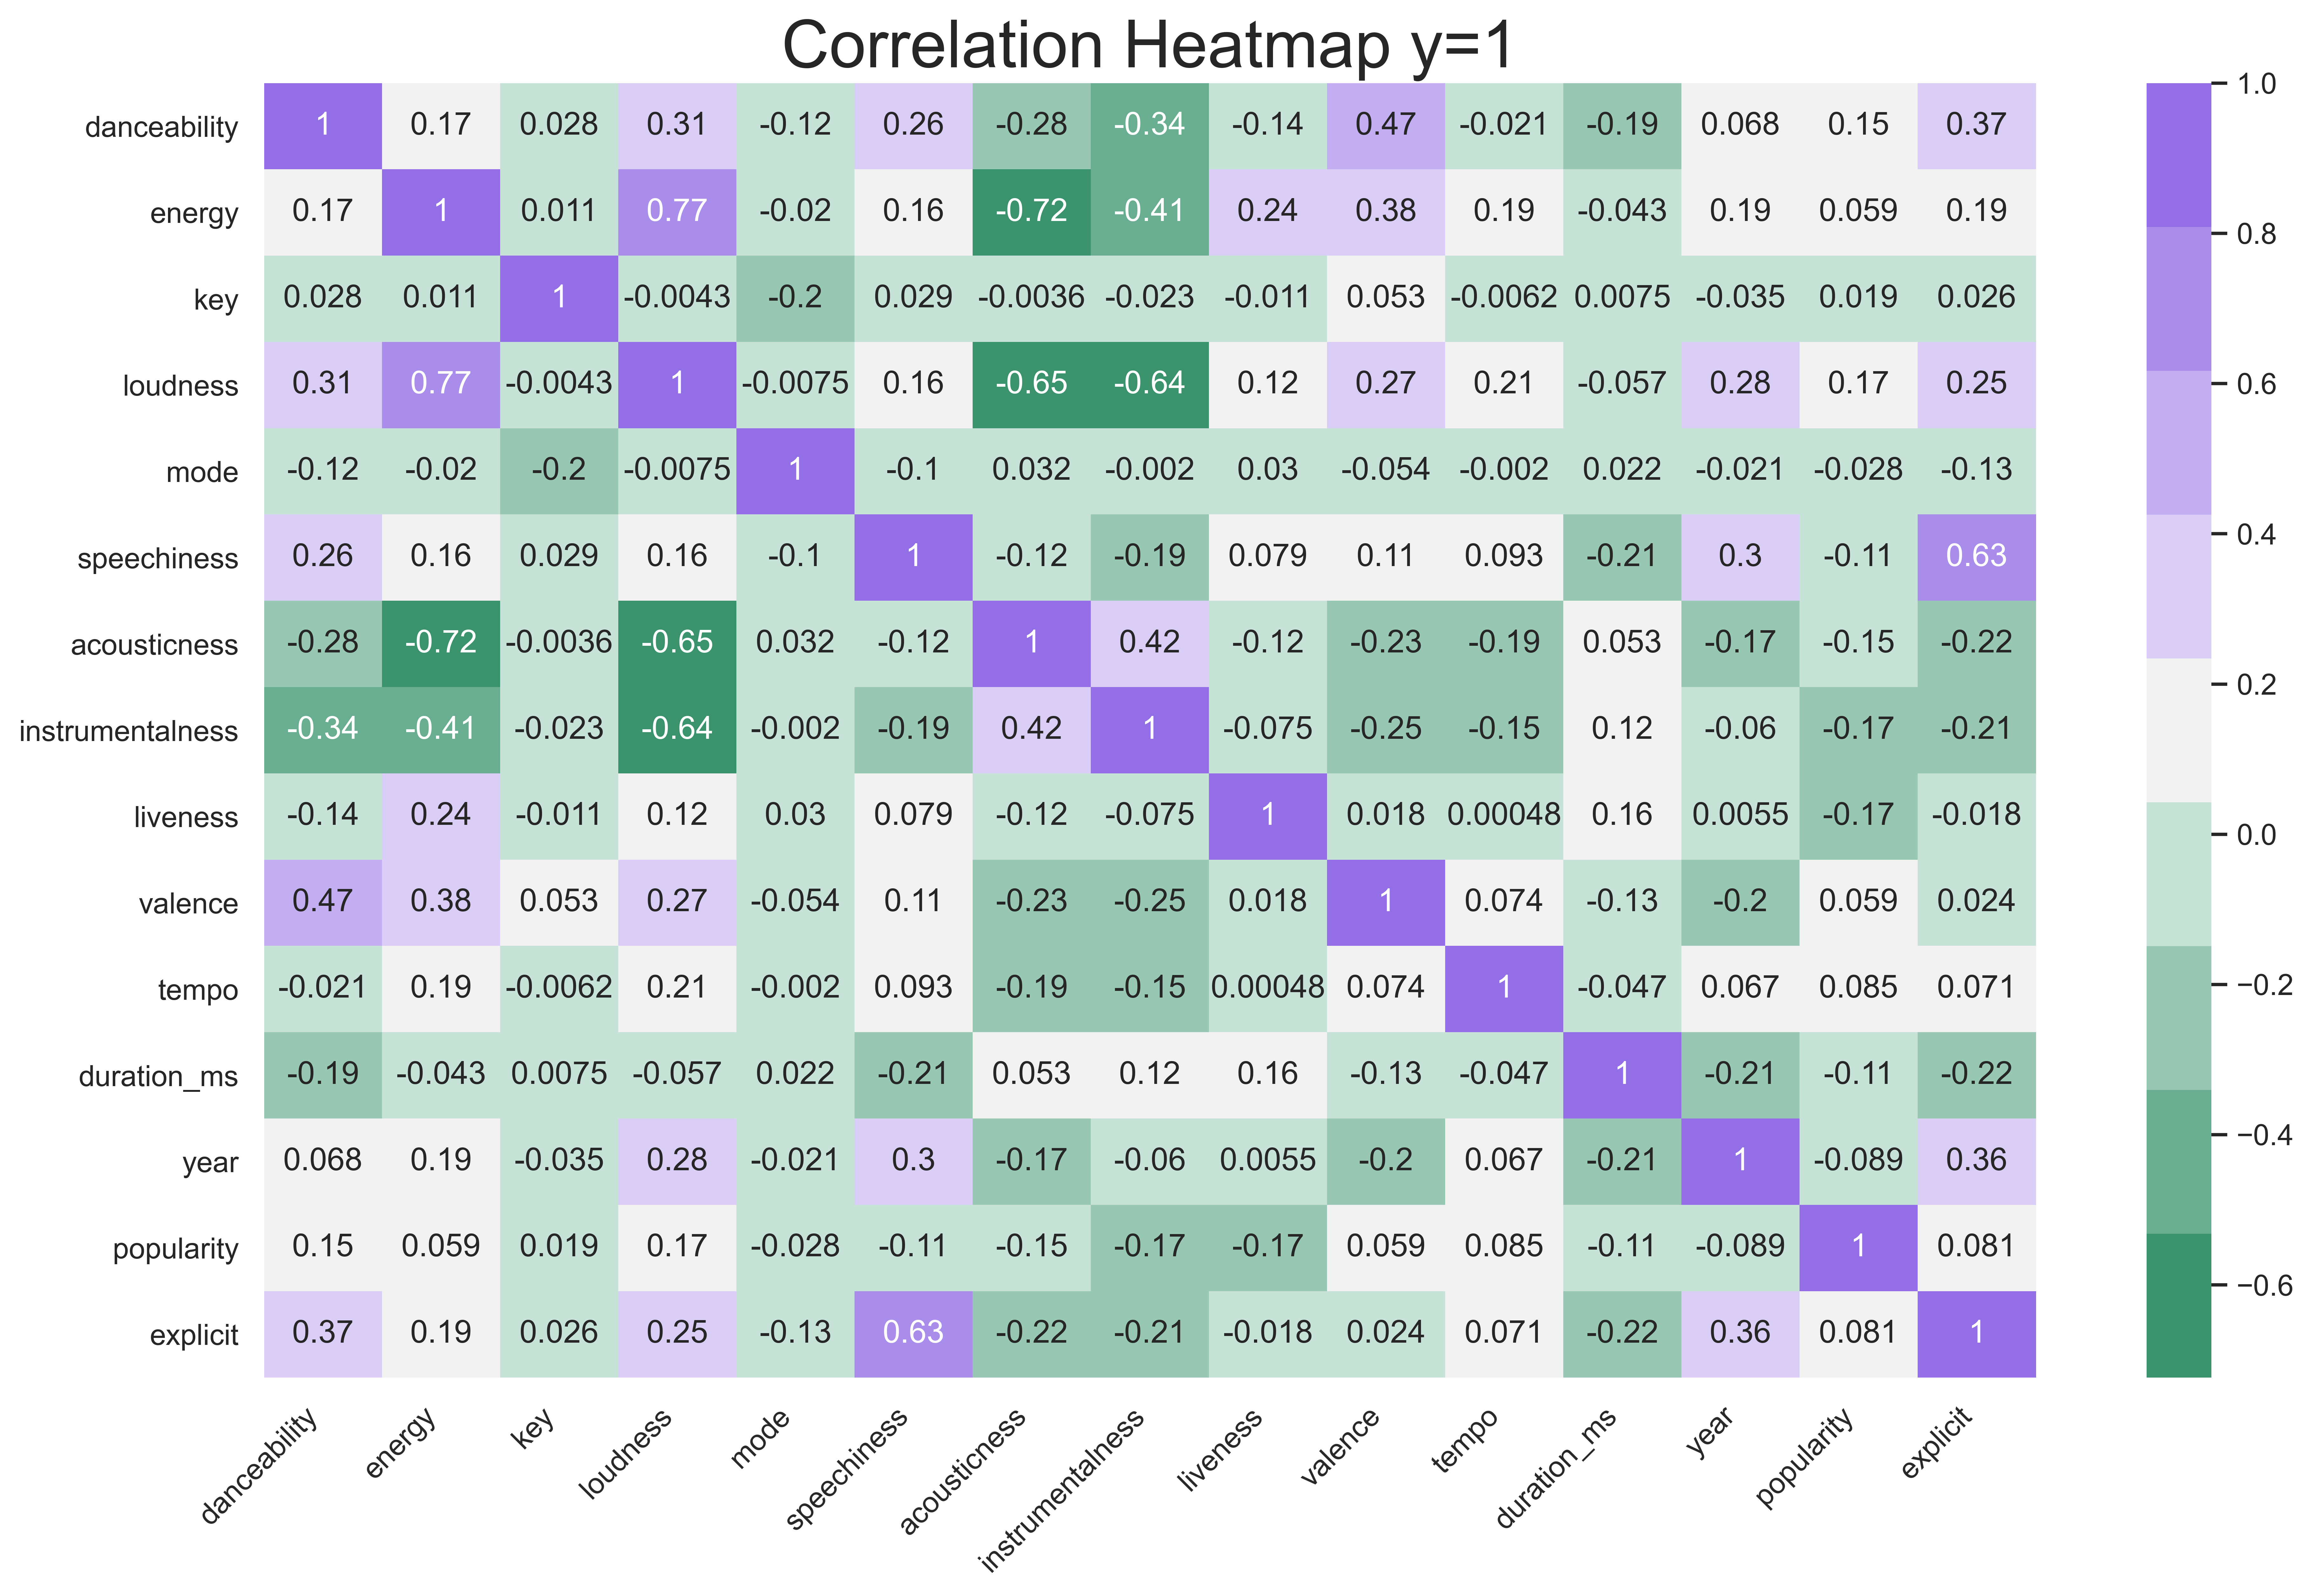 Correlation Heatmap y=1
danceability 1 0.17 0.028 0.31 -0.12 0.26 -0.28 -0.34 -0.14 0.47 -0.021 -0.19 0.068 0.15 0.37
energy 0.17 1 0.011 0.77 -0.02 0.16 -0.72 -0.41 0.24 0.38 0.19 -0.043 0.19 0.059 0.19
key 0.028 0.011 1 -0.0043 -0.2 0.029 -0.0036 -0.023 -0.011 0.053 -0.0062 0.0075 -0.035 0.019 0.026
loudness 0.31 0.77 -0.0043 1 -0.0075 0.16 -0.65 -0.64 0.12 0.27 0.21 -0.057 0.28 0.17 0.25
mode -0.12 -0.02 -0.2 -0.0075 1 -0.1 0.032 -0.002 0.03 -0.054 -0.002 0.022 -0.021 -0.028 -0.13
speechiness 0.26 0.16 0.029 0.16 -0.1 1 -0.12 -0.19 0.079 0.11 0.093 -0.21 0.3 -0.11 0.63
acousticness -0.28 -0.72 -0.0036 -0.65 0.032 -0.12 1 0.42 -0.12 -0.23 -0.19 0.053 -0.17 -0.15 -0.22
instrumentalness -0.34 -0.41 -0.023 -0.64 -0.002 -0.19 0.42 1 -0.075 -0.25 -0.15 0.12 -0.06 -0.17 -0.21
liveness -0.14 0.24 -0.011 0.12 0.03 0.079 -0.12 -0.075 1 0.018 0.00048 0.16 0.0055 -0.17 -0.018
valence 0.47 0.38 0.053 0.27 -0.054 0.11 -0.23 -0.25 0.018 1 0.074 -0.13 -0.2 0.059 0.024
tempo -0.021 0.19 -0.0062 0.21 -0.002 0.093 -0.19 -0.15 0.00048 0.074 1 -0.047 0.067 0.085 0.071
duration_ms -0.19 -0.043 0.0075 -0.057 0.022 -0.21 0.053 0.12 0.16 -0.13 -0.047 1 -0.21 -0.11 -0.22
year 0.068 0.19 -0.035 0.28 -0.021 0.3 -0.17 -0.06 0.0055 -0.2 0.067 -0.21 1 -0.089 0.36
popularity 0.15 0.059 0.019 0.17 -0.028 -0.11 -0.15 -0.17 -0.17 0.059 0.085 -0.11 -0.089 1 0.081
explicit 0.37 0.19 0.026 0.25 -0.13 0.63 -0.22 -0.21 -0.018 0.024 0.071 -0.22 0.36 0.081 1
danceability energy key loudness mode speechiness acousticness instrumentalness liveness valence tempo duration_ms year popularity explicit
1.0
0.8
0.6
0.4
0.2
0.0
−0.2
−0.4
−0.6